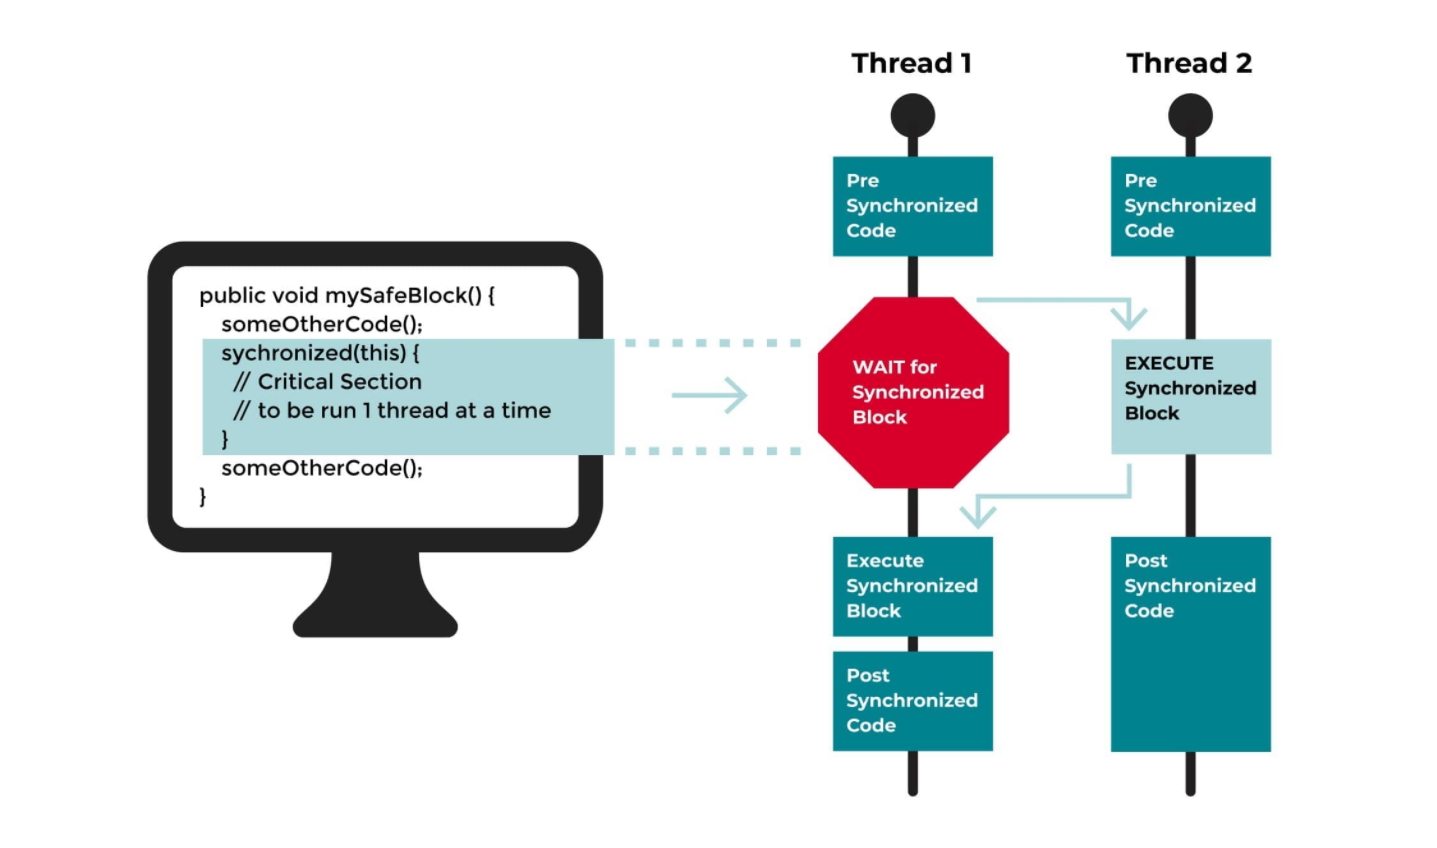 Thread 1
Thread 2
public void mySafeBlock() {
someOtherCode();
sychronized(this) {
// Critical Section
// to be run 1 thread at a time
}
someOtherCode();
}
Pre
Synchronized
Code
WAIT for
Synchronized
Block
Execute
Synchronized
Block
Post
Synchronized
Code
Pre
Synchronized
Code
EXECUTE
Synchronized
Block
Post
Synchronized
Code